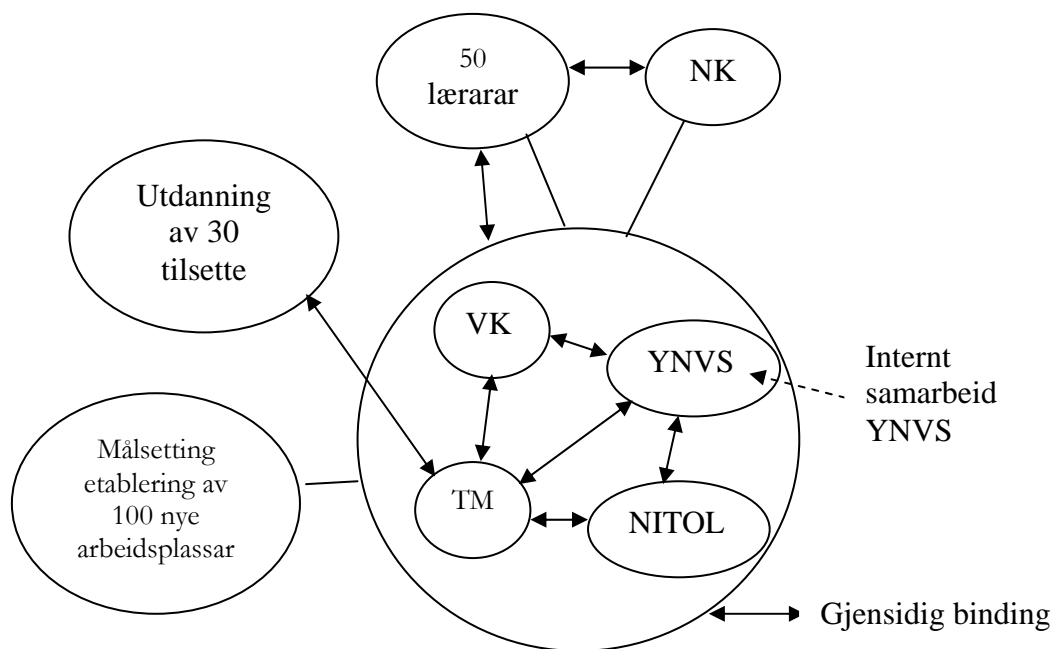 50
lærarar
NK
Utdanning
av 30
tilsette
VK
YNVS
Internt
samarbeid
YNVS
Målsetting
etablering av
100 nye
arbeidsplassar
TM
NITOL
Gjensidig binding